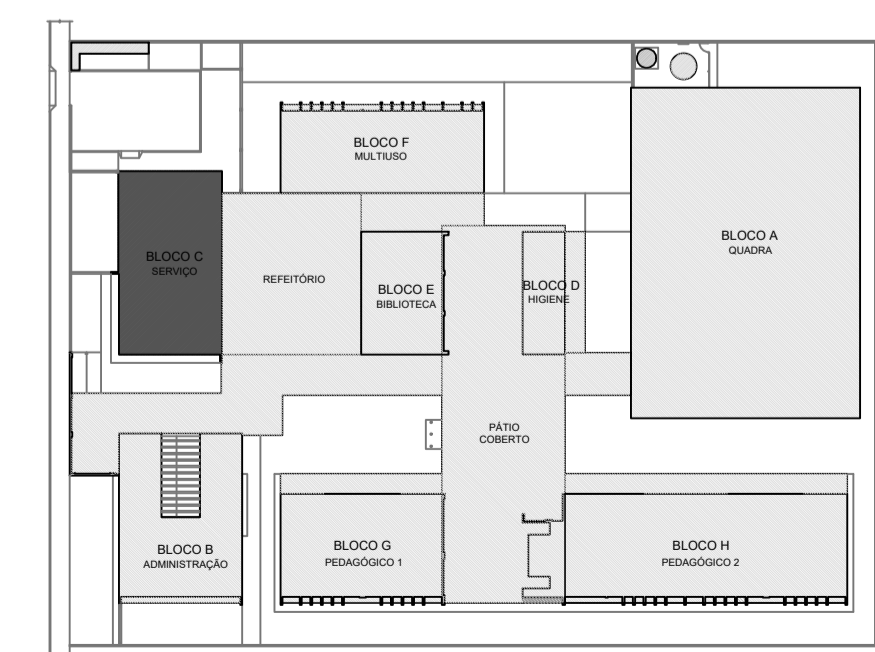 BLOCO F
MULTIUSO
BLOCO A
QUADRA
BLOCO C
SERVIÇO
REFEITÓRIO
BLOCO E
BIBLIOTECA
BLOCO D
HIGIENE
PÁTIO
COBERTO
BLOCO B
ADMINISTRAÇÃO
BLOCO G
PEDAGÓGICO 1
BLOCO H
PEDAGÓGICO 2